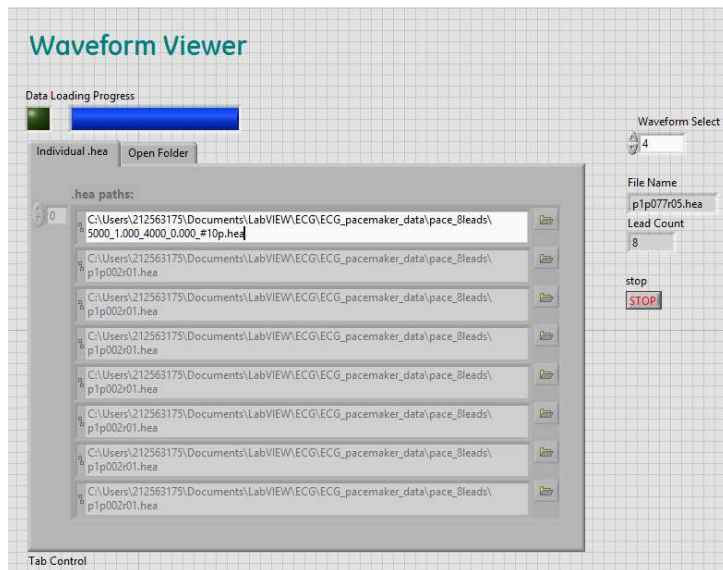 Waveform Viewer
Data Loading Progress
Individual .hea
Open Folder
.hea paths:
0
C:\Users\212563175\Documents\LabVIEW\ECG\ECG_pacemaker_data\pace_8leads\
5000_1.000_4000_0.000_#10p.hea
C:\Users\212563175\Documents\LabVIEW\ECG\ECG_pacemaker_data\pace_8leads\
p1p002r01.hea
C:\Users\212563175\Documents\LabVIEW\ECG\ECG_pacemaker_data\pace_8leads\
p1p002r01.hea
C:\Users\212563175\Documents\LabVIEW\ECG\ECG_pacemaker_data\pace_8leads\
p1p002r01.hea
C:\Users\212563175\Documents\LabVIEW\ECG\ECG_pacemaker_data\pace_8leads\
p1p002r01.hea
C:\Users\212563175\Documents\LabVIEW\ECG\ECG_pacemaker_data\pace_8leads\
p1p002r01.hea
C:\Users\212563175\Documents\LabVIEW\ECG\ECG_pacemaker_data\pace_8leads\
p1p002r01.hea
C:\Users\212563175\Documents\LabVIEW\ECG\ECG_pacemaker_data\pace_8leads\
p1p002r01.hea
Tab Control
Waveform Select
4
File Name
p1p077r05.hea
Lead Count
8
stop
STOP